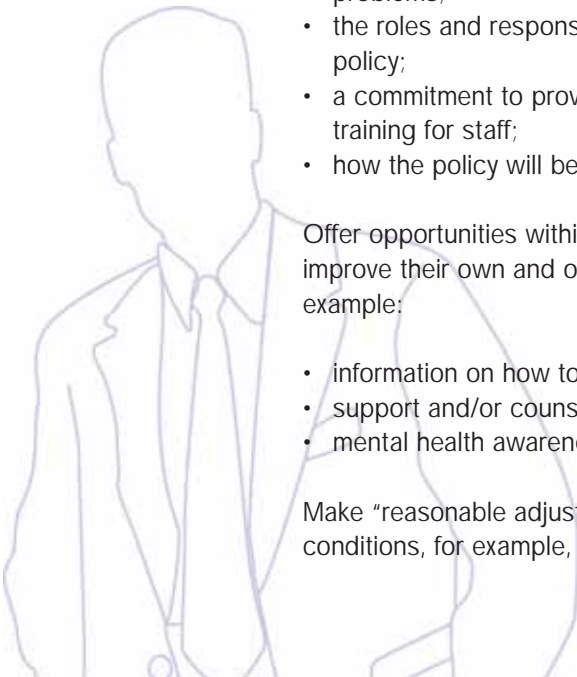 problems;
• the roles and respons
policy;
• a commitment to prov
training for staff;
• how the policy will be
Offer opportunities withi
improve their own and o
example:
• information on how to
• support and/or couns
• mental health awaren
Make “reasonable adjust
conditions, for example,